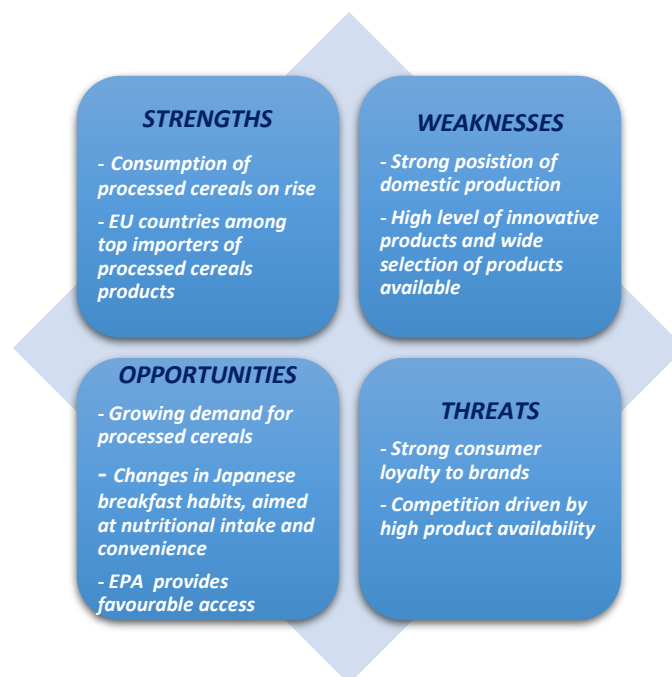 STRENGTHS
- Consumption of
processed cereals on rise
- EU countries among
top importers of
processed cereals
products
WEAKNESSES
- Strong posistion of
domestic production
- High level of innovative
products and wide
selection of products
available
OPPORTUNITIES
- Growing demand for
processed cereals
- Changes in Japanese
breakfast habits, aimed
at nutritional intake and
convenience
- EPA provides
favourable access
THREATS
- Strong consumer
loyalty to brands
- Competition driven by
high product availability